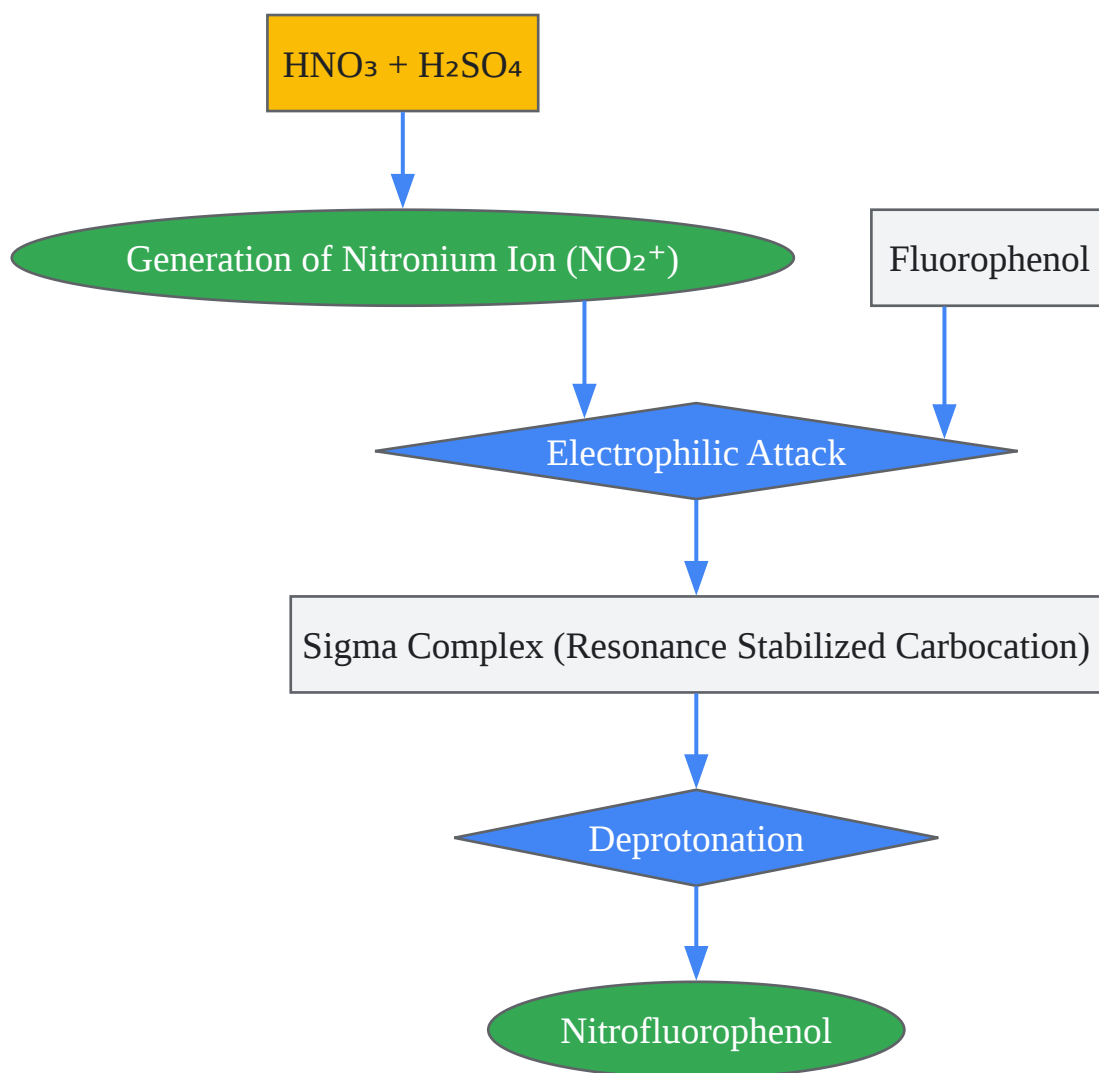 HNO₃ + H₂SO₄
Generation of Nitronium Ion (NO₂⁺)
Fluorophenol
Electrophilic Attack
Sigma Complex (Resonance Stabilized Carbocation)
Deprotonation
Nitrofluorophenol